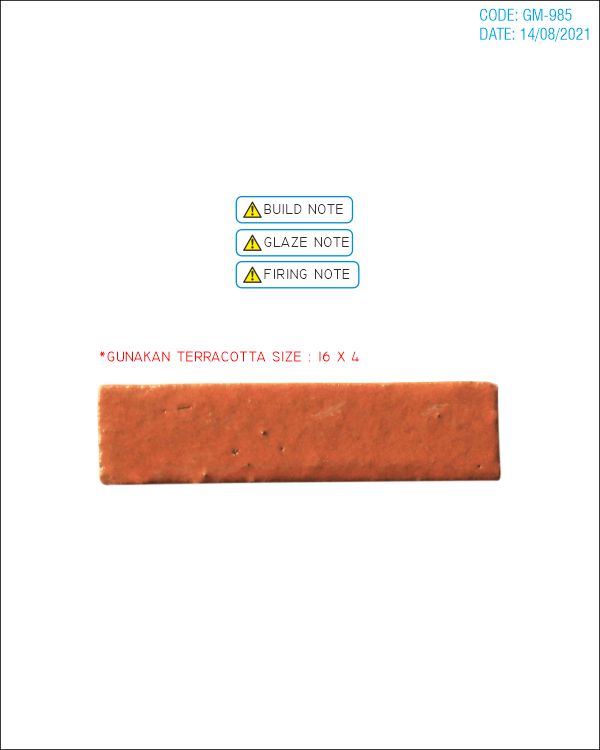 CODE: GM-985
DATE: 14/08/2021
BUILD NOTE
GLAZE NOTE
FIRING NOTE
*GUNAKAN TERRACOTTA SIZE : 16 X 4